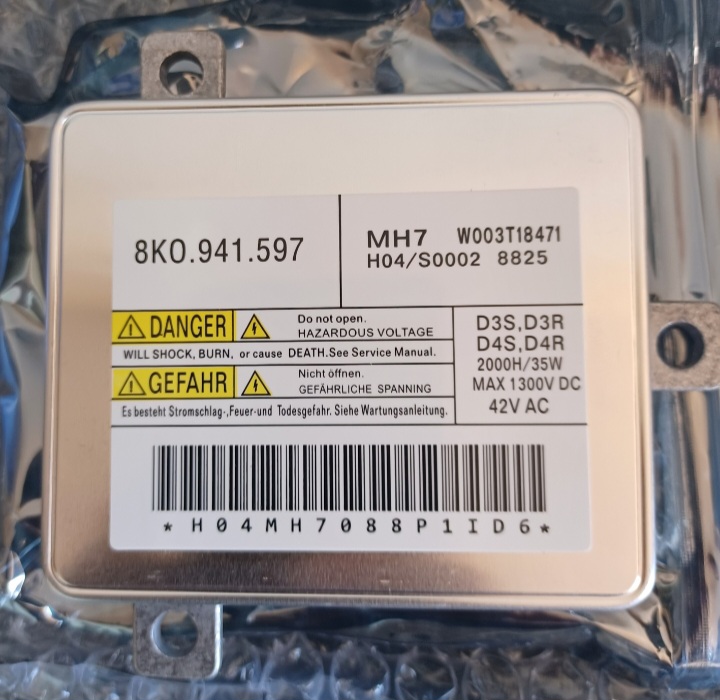 8K0.941.597
MH7 W003T18471
H04/S0002 8825
DANGER
Do not open.
HAZARDOUS VOLTAGE
WILL SHOCK, BURN, or cause DEATH.See Service Manual.
GEFAHR
Nicht öffnen.
GEFÄHRLICHE SPANNING
Es besteht Stromschlag-,Feuer-und Todesgefahr. Siehe Wartungsanleitung.
D3S,D3R
D4S,D4R
2000H/35W
MAX 1300V DC
42V AC
*H04MH7088P1ID6*